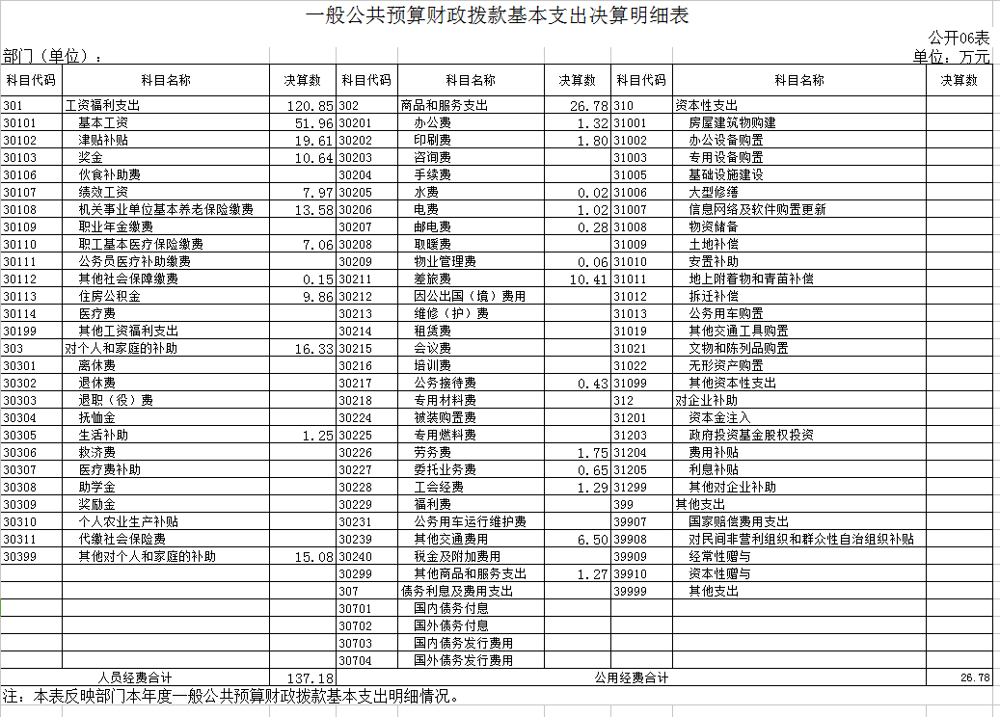 一般公共预算财政拨款基本支出决算明细表
公开06表
部门（单位）： 单位：万元
科目代码 科目名称 决算数 科目代码 科目名称 决算数 科目代码 科目名称 决算数
301 工资福利支出 120.85 302 商品和服务支出 26.78 310 资本性支出
30101 基本工资 51.96 30201 办公费 1.32 31001 房屋建筑物购建
30102 津贴补贴 19.61 30202 印刷费 1.80 31002 办公设备购置
30103 奖金 10.64 30203 咨询费 31003 专用设备购置
30106 伙食补助费 30204 手续费 31005 基础设施建设
30107 绩效工资 7.97 30205 水费 0.02 31006 大型修缮
30108 机关事业单位基本养老保险缴费 13.58 30206 电费 1.02 31007 信息网络及软件购置更新
30109 职业年金缴费 30207 邮电费 0.28 31008 物资储备
30110 职工基本医疗保险缴费 7.06 30208 取暖费 31009 土地补偿
30111 公务员医疗补助缴费 30209 物业管理费 0.06 31010 安置补助
30112 其他社会保障缴费 0.15 30211 差旅费 10.41 31011 地上附着物和青苗补偿
30113 住房公积金 9.86 30212 因公出国（境）费用 31012 拆迁补偿
30114 医疗费 30213 维修（护）费 31013 公务用车购置
30199 其他工资福利支出 30214 租赁费 31019 其他交通工具购置
303 对个人和家庭的补助 16.33 30215 会议费 31021 文物和陈列品购置
30301 离休费 30216 培训费 31022 无形资产购置
30302 退休费 30217 公务接待费 0.43 31099 其他资本性支出
30303 退职（役）费 30218 专用材料费 312 对企业补助
30304 抚恤金 30224 被装购置费 31201 资本金注入
30305 生活补助 1.25 30225 专用燃料费 31203 政府投资基金股权投资
30306 救济费 30226 劳务费 1.75 31204 费用补贴
30307 医疗费补助 30227 委托业务费 0.65 31205 利息补贴
30308 助学金 30228 工会经费 1.29 31299 其他对企业补助
30309 奖励金 30229 福利费 399 其他支出
30310 个人农业生产补贴 30231 公务用车运行维护费 39907 国家赔偿费用支出
30311 代缴社会保险费 30239 其他交通费用 6.50 39908 对民间非营利组织和群众性自治组织补贴
30399 其他对个人和家庭的补助 15.08 30240 税金及附加费用 39909 经常性赠与
30299 其他商品和服务支出 1.27 39910 资本性赠与
307 债务利息及费用支出 39999 其他支出
30701 国内债务付息
30702 国外债务付息
30703 国内债务发行费用
30704 国外债务发行费用
人员经费合计 137.18 公用经费合计 26.78
注：本表反映部门本年度一般公共预算财政拨款基本支出明细情况。